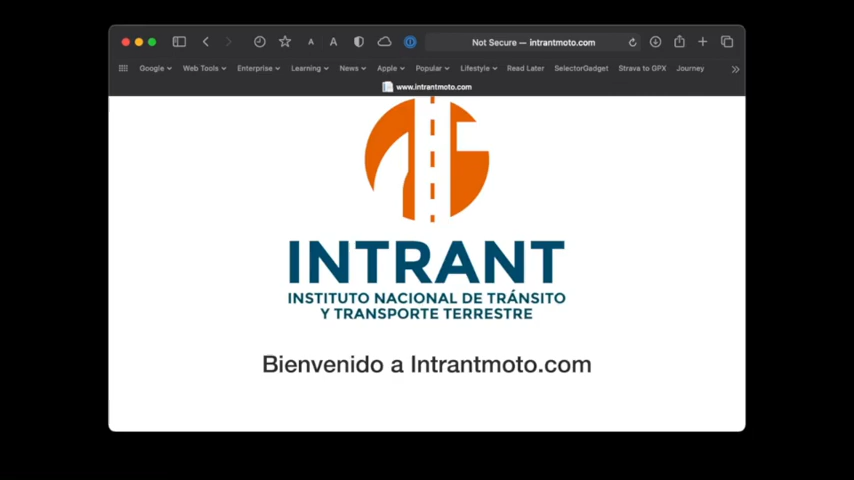 A A Not Secure — intrantmoto.com
Google Web Tools Enterprise Learning News Apple Popular Lifestyle Read Later SelectorGadget Strava to GPX Journey
www.intrantmoto.com
INTRANT
INSTITUTO NACIONAL DE TRÁNSITO
Y TRANSPORTE TERRESTRE
Bienvenido a Intrantmoto.com